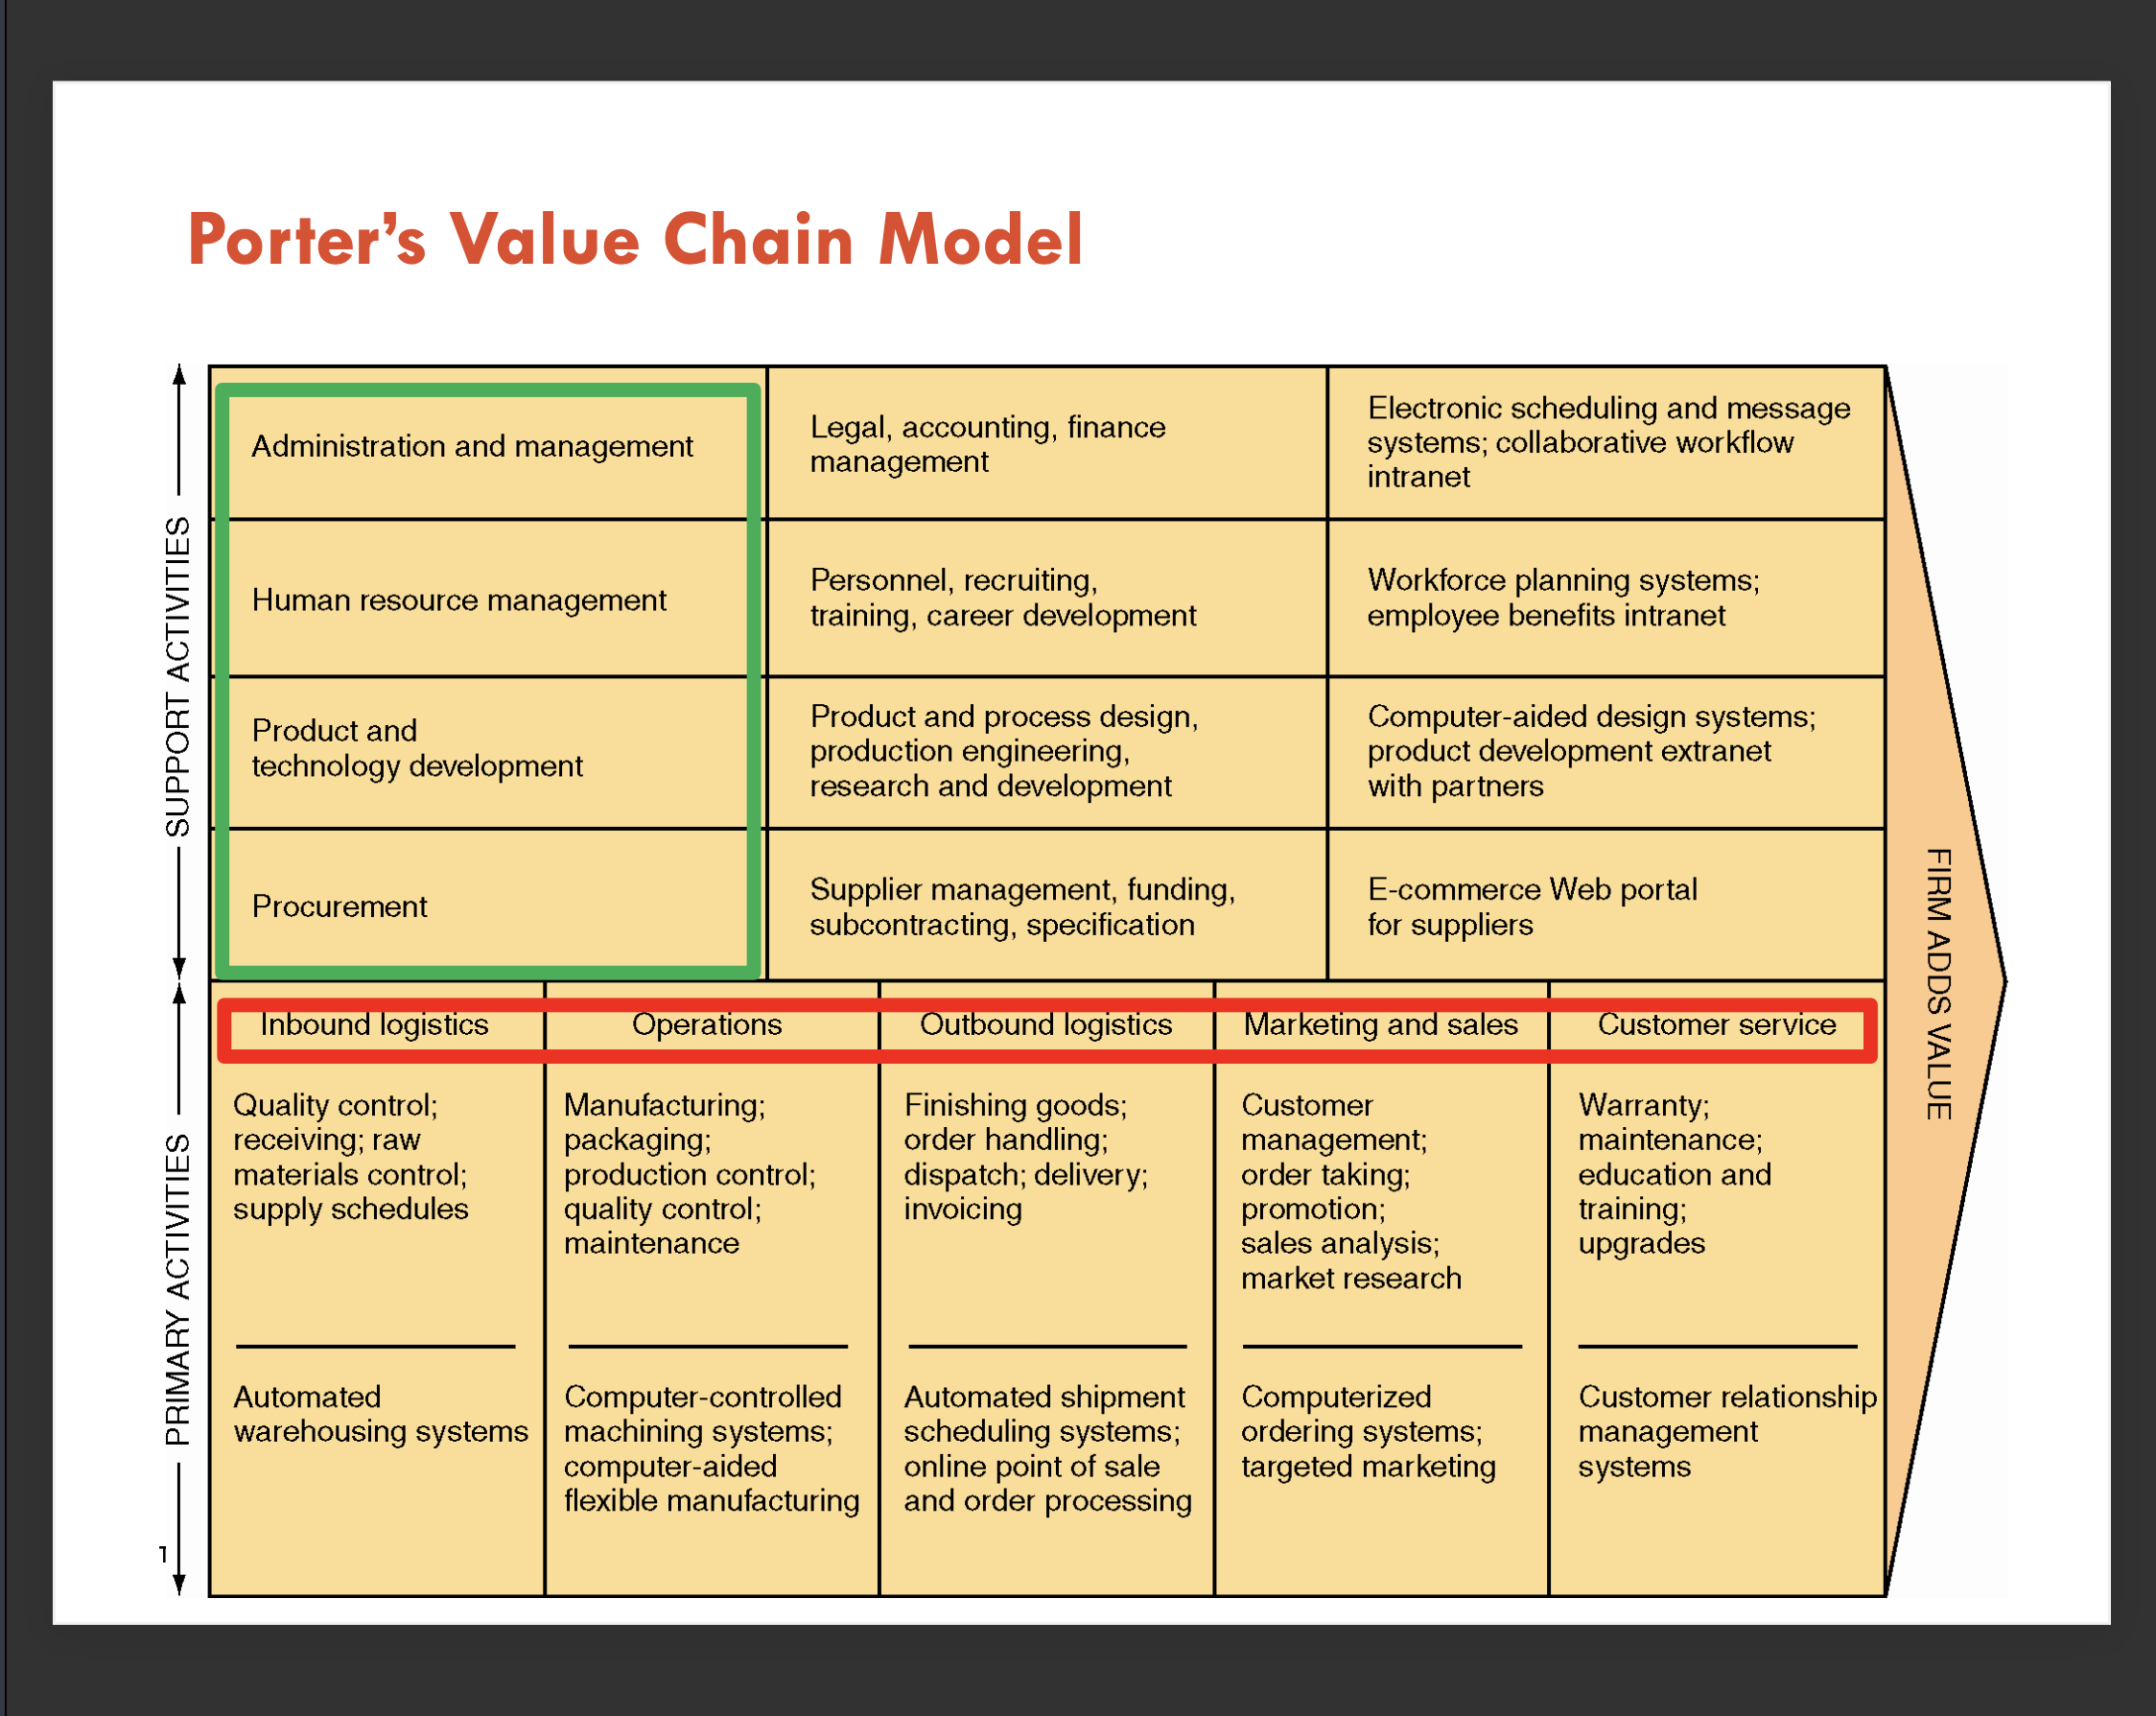 Porter's Value Chain Model
SUPPORT ACTIVITIES
Administration and management
Legal, accounting, finance
management
Electronic scheduling and message
systems; collaborative workflow
intranet
Human resource management
Personnel, recruiting,
training, career development
Workforce planning systems;
employee benefits intranet
Product and
technology development
Product and process design,
production engineering,
research and development
Computer-aided design systems;
product development extranet
with partners
Procurement
Supplier management, funding,
subcontracting, specification
E-commerce Web portal
for suppliers
PRIMARY ACTIVITIES
Inbound logistics
Quality control;
receiving; raw
materials control;
supply schedules
Automated
warehousing systems
Operations
Manufacturing;
packaging;
production control;
quality control;
maintenance
Computer-controlled
machining systems;
computer-aided
flexible manufacturing
Outbound logistics
Finishing goods;
order handling;
dispatch; delivery;
invoicing
Automated shipment
scheduling systems;
online point of sale
and order processing
Marketing and sales
Customer
management;
order taking;
promotion;
sales analysis;
market research
Computerized
ordering systems;
targeted marketing
Customer service
Warranty;
maintenance;
education and
training;
upgrades
Customer relationship
management
systems
FIRM ADDS VALUE